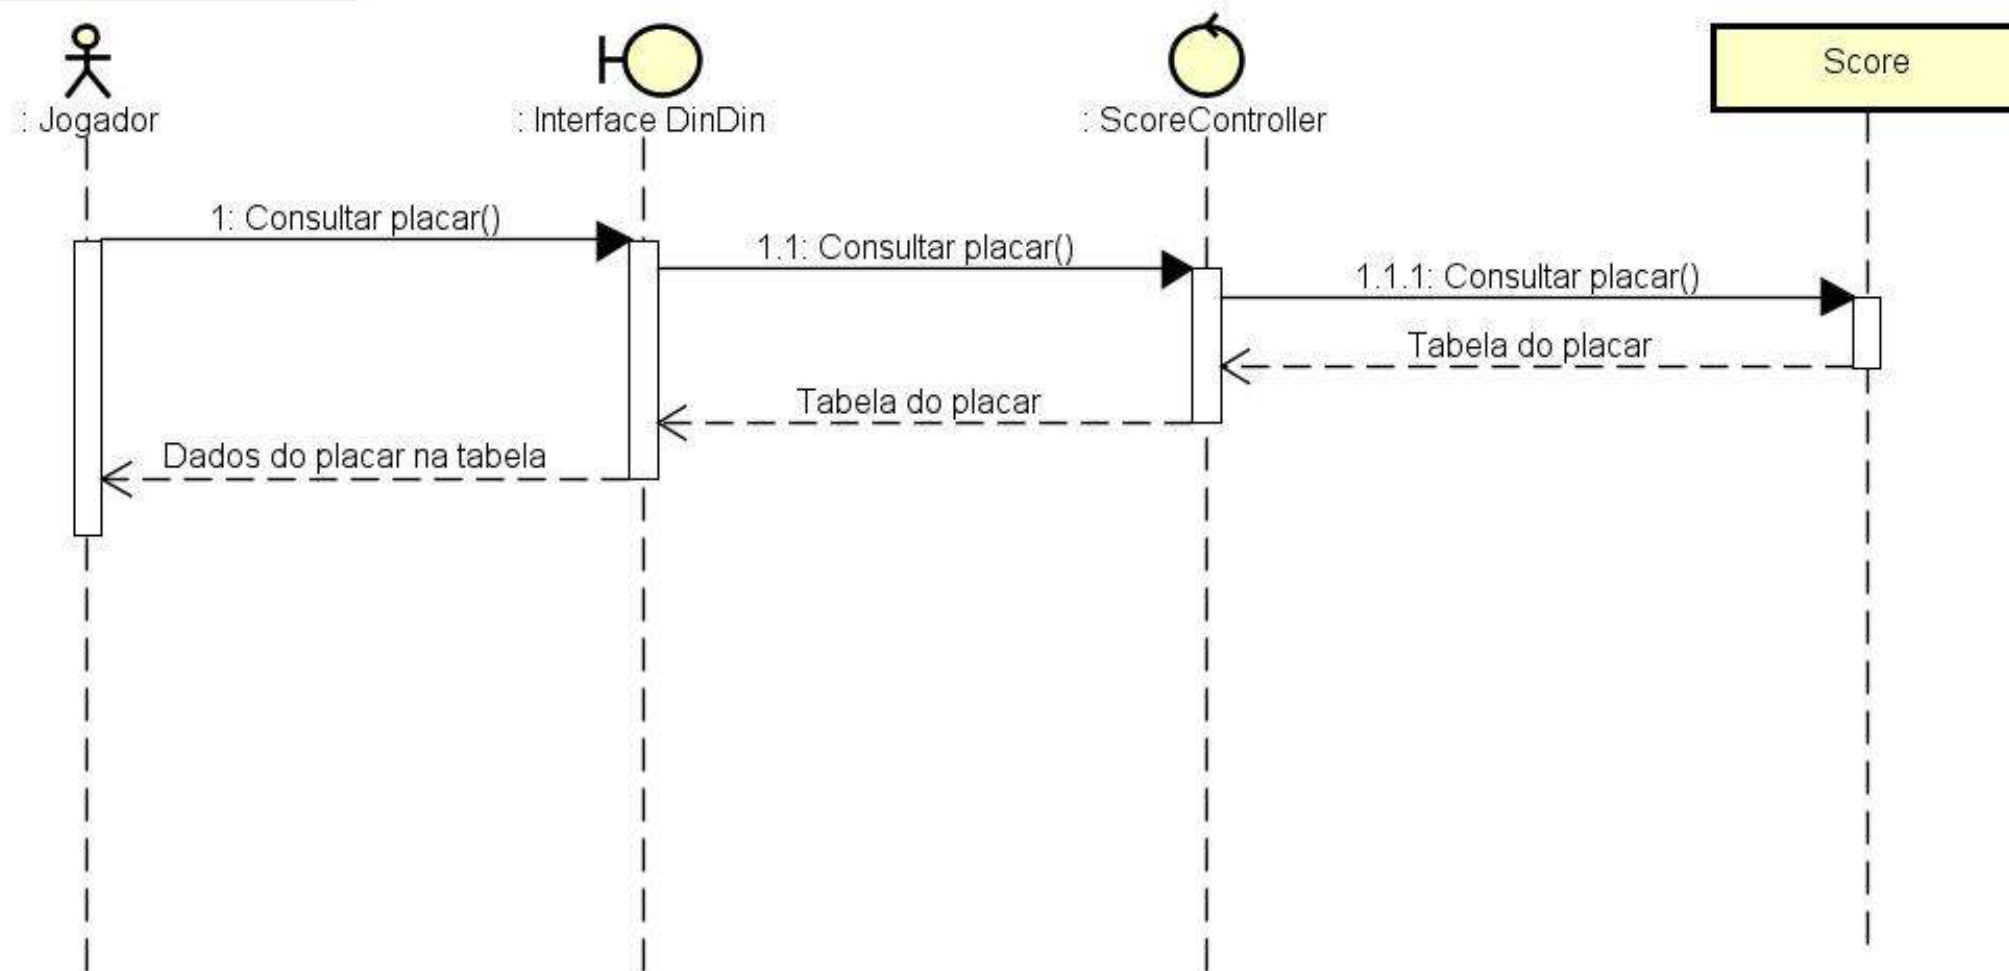 Score
: Jogador
: Interface DinDin
: ScoreController
1: Consultar placar()
1.1: Consultar placar()
1.1.1: Consultar placar()
Tabela do placar
Tabela do placar
Dados do placar na tabela